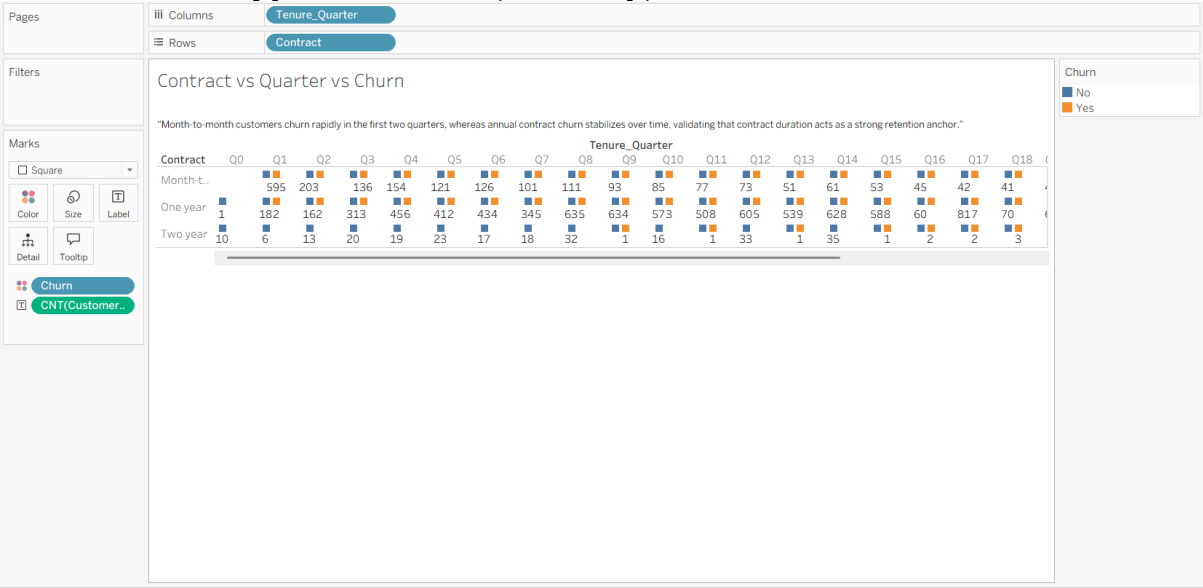 Pages
Columns
Tenure_Quarter
Rows
Contract
Filters
Contract vs Quarter vs Churn
Churn
No
Yes
"Month-to-month customers churn rapidly in the first two quarters, whereas annual contract churn stabilizes over time, validating that contract duration acts as a strong retention anchor."
Marks
Square
Color Size Label
Detail Tooltip
Churn
CNT(Customer..
Tenure_Quarter
Contract Q0 Q1 Q2 Q3 Q4 Q5 Q6 Q7 Q8 Q9 Q10 Q11 Q12 Q13 Q14 Q15 Q16 Q17 Q18
Month-t.. 595 203 136 154 121 126 101 111 93 85 77 73 51 61 53 45 42 41
One year 1 182 162 313 456 412 434 345 635 634 573 508 605 539 628 588 60 817 70
Two year 10 6 13 20 19 23 17 18 32 1 16 1 33 1 35 1 2 2 3